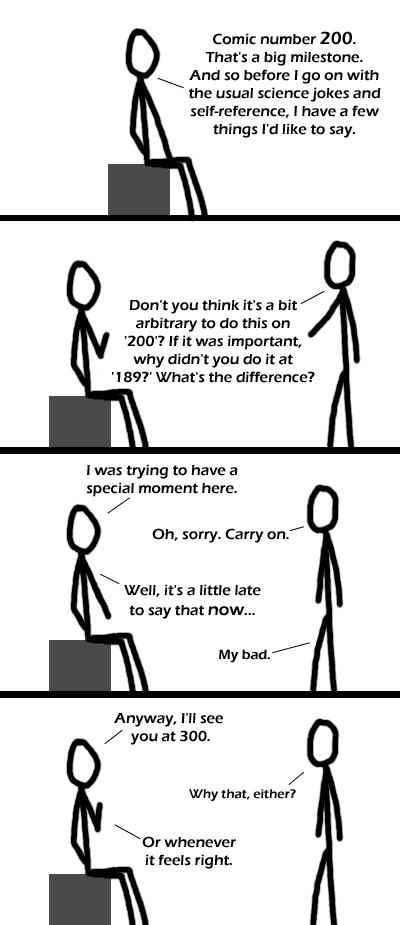 Comic number 200.
That's a big milestone.
And so before I go on with
the usual science jokes and
self-reference, I have a few
things I'd like to say.
Don't you think it's a bit
arbitrary to do this on
'200'? If it was important,
why didn't you do it at
'189?' What's the difference?
I was trying to have a
special moment here.
Oh, sorry. Carry on.
Well, it's a little late
to say that now...
My bad.
Anyway, I'll see
you at 300.
Why that, either?
Or whenever
it feels right.